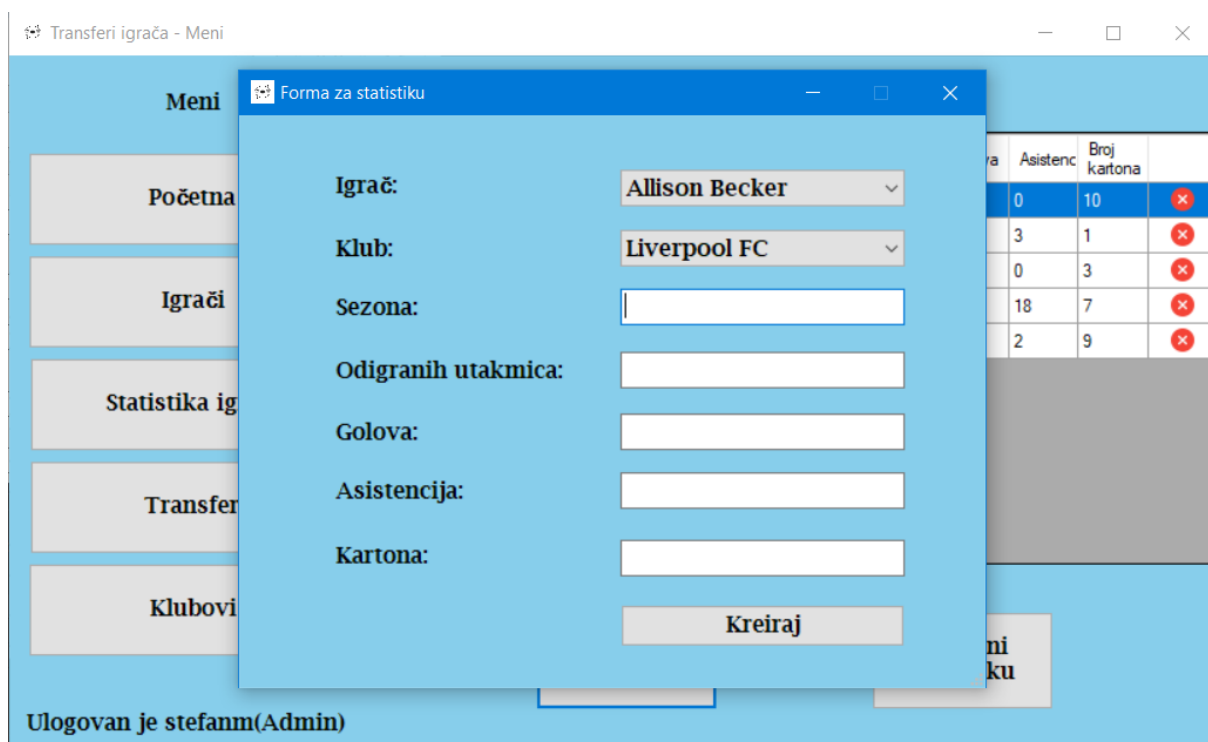 Transferi igrača - Meni
Forma za statistiku
Meni
Početna
Igrači
Statistika ig
Transfer
Klubovi
Igrač:
Allison Becker
Klub:
Liverpool FC
Sezona:
Odigranih utakmica:
Golova:
Asistencija:
Kartona:
Kreiraj
va Asistenc Broj kartona
0 10
3 1
0 3
18 7
2 9
ni
ku
Ulogovan je stefanm(Admin)